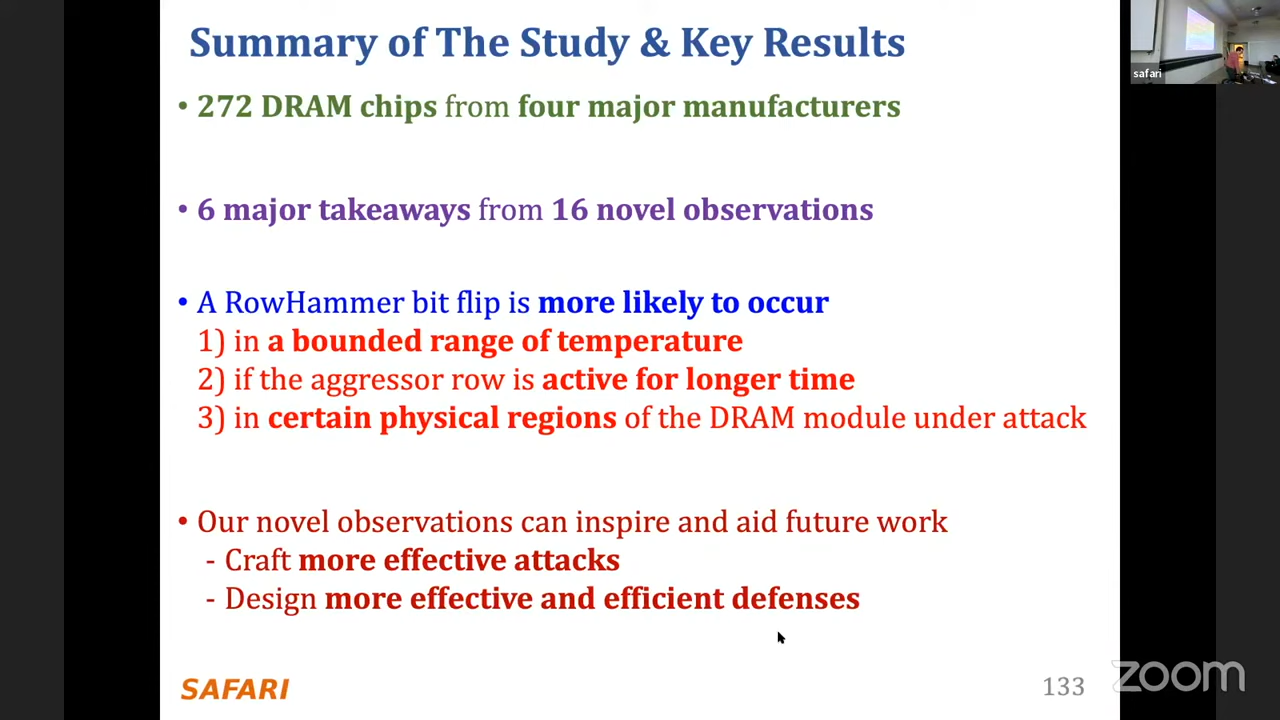 Summary of The Study & Key Results
• 272 DRAM chips from four major manufacturers
• 6 major takeaways from 16 novel observations
• A RowHammer bit flip is more likely to occur
1) in a bounded range of temperature
2) if the aggressor row is active for longer time
3) in certain physical regions of the DRAM module under attack
• Our novel observations can inspire and aid future work
- Craft more effective attacks
- Design more effective and efficient defenses
SAFARI
133
zoom
safari